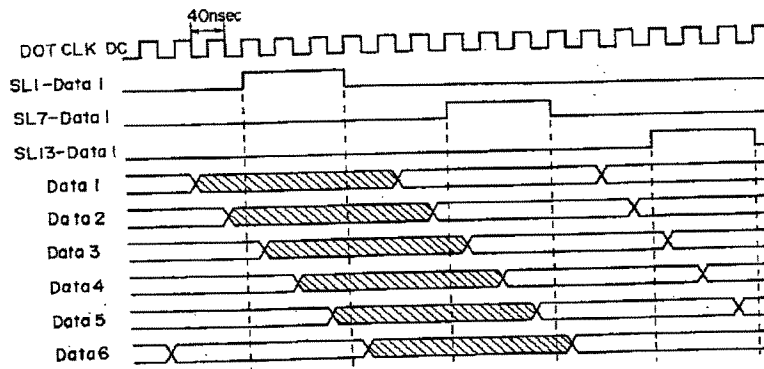 40nsec
DOT CLK DC
SL1-Data 1
SL7-Data 1
SL13-Data 1
Data 1
Data 2
Data 3
Data 4
Data 5
Data 6